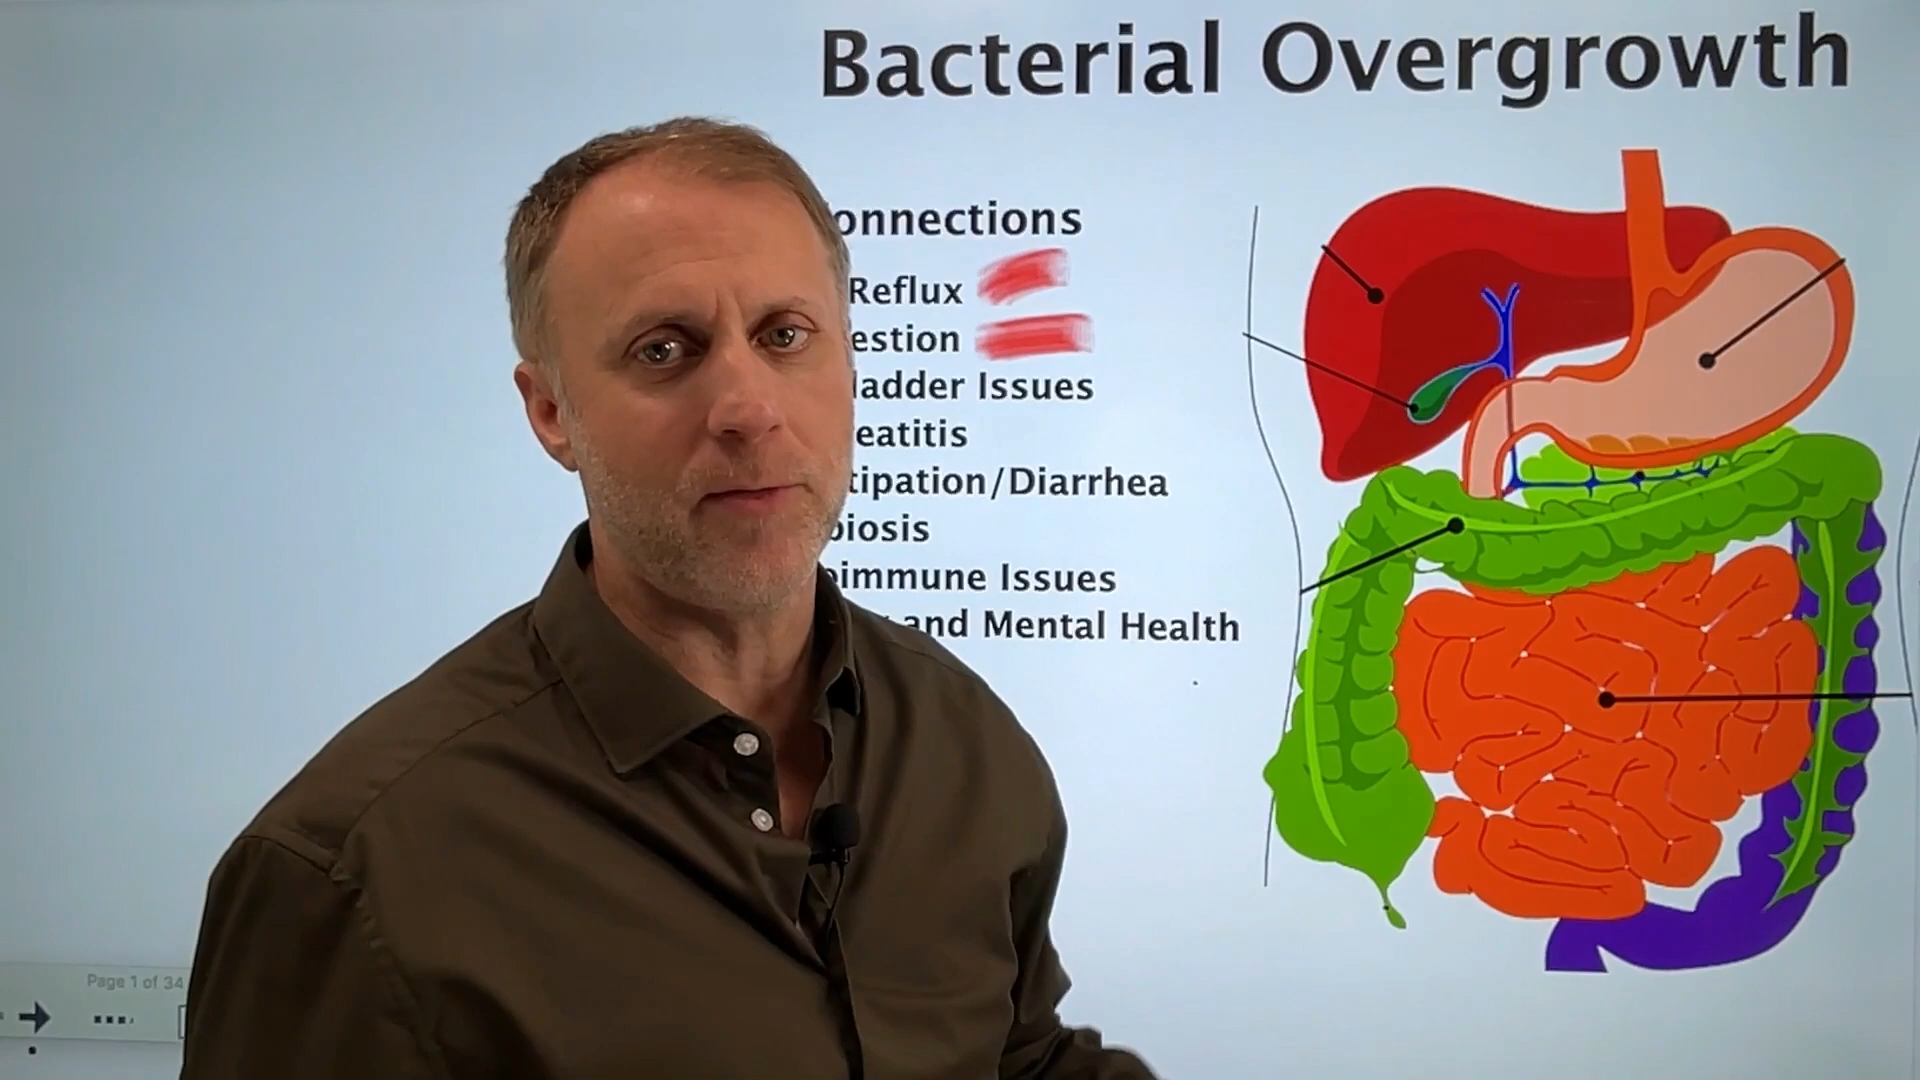 Bacterial Overgrowth
onnections
Reflux
estion
ladder Issues
eatitis
tipation/Diarrhea
biosis
oimmune Issues
and Mental Health
Page 1 of 34